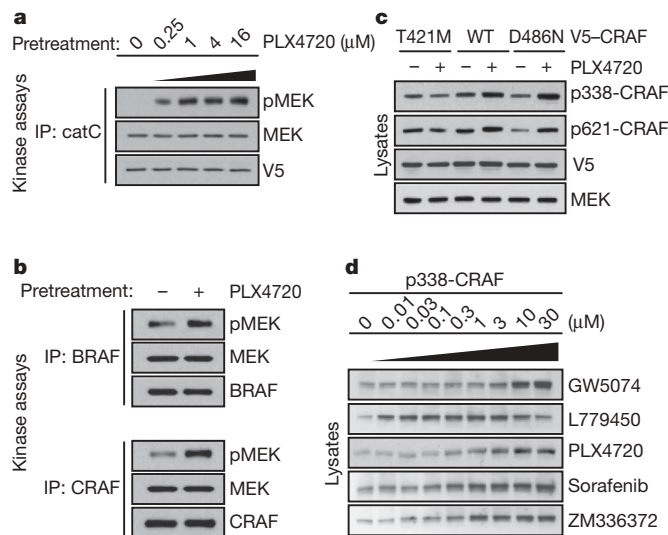 a
Pretreatment: 0 0.25 1 4 16 PLX4720 (μM)
Kinase assays
IP: catC
pMEK
MEK
V5
b
Pretreatment: – + PLX4720
Kinase assays
IP: BRAF
pMEK
MEK
BRAF
IP: CRAF
pMEK
MEK
CRAF
c
T421M WT D486N V5–CRAF
– + – + – + PLX4720
Lysates
p338-CRAF
p621-CRAF
V5
MEK
d
p338-CRAF
0 0.01 0.03 0.1 0.3 1 3 10 30 (μM)
Lysates
GW5074
L779450
PLX4720
Sorafenib
ZM336372